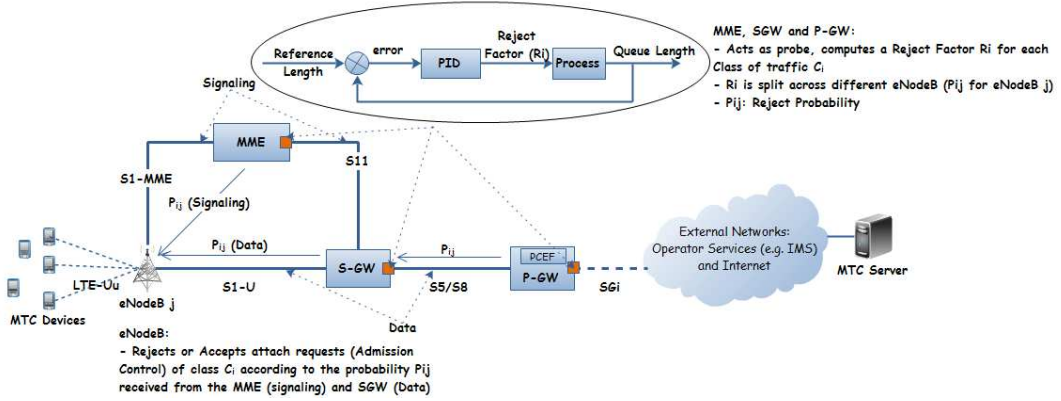 Reference
Length
error
PID
Reject
Factor (Ri)
Process
Queue Length
MME, SGW and P-GW:
- Acts as probe, computes a Reject Factor Ri for each
Class of traffic Ci
- Ri is split across different eNodeB (Pij for eNodeB j)
- Pij: Reject Probability
Signaling
MME
S11
S1-MME
Pij (Signaling)
Pij (Data)
Pij
PCEF
S-GW
P-GW
External Networks:
Operator Services (e.g. IMS)
and Internet
MTC Server
LTE-Uu
S1-U
S5/S8
SGi
eNodeB j
MTC Devices
Data
eNodeB:
- Rejects or Accepts attach requests (Admission
Control) of class Ci according to the probability Pij
received from the MME (signaling) and SGW (Data)